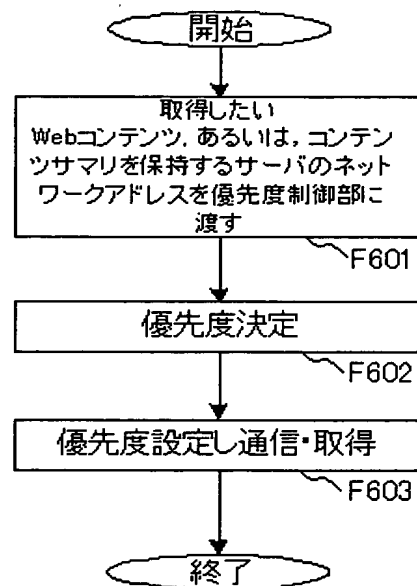 開始
取得したい
Webコンテンツ，あるいは，コンテン
ツサマリを保持するサーバのネット
ワークアドレスを優先度制御部に
渡す
F601
優先度決定
F602
優先度設定し通信・取得
F603
終了